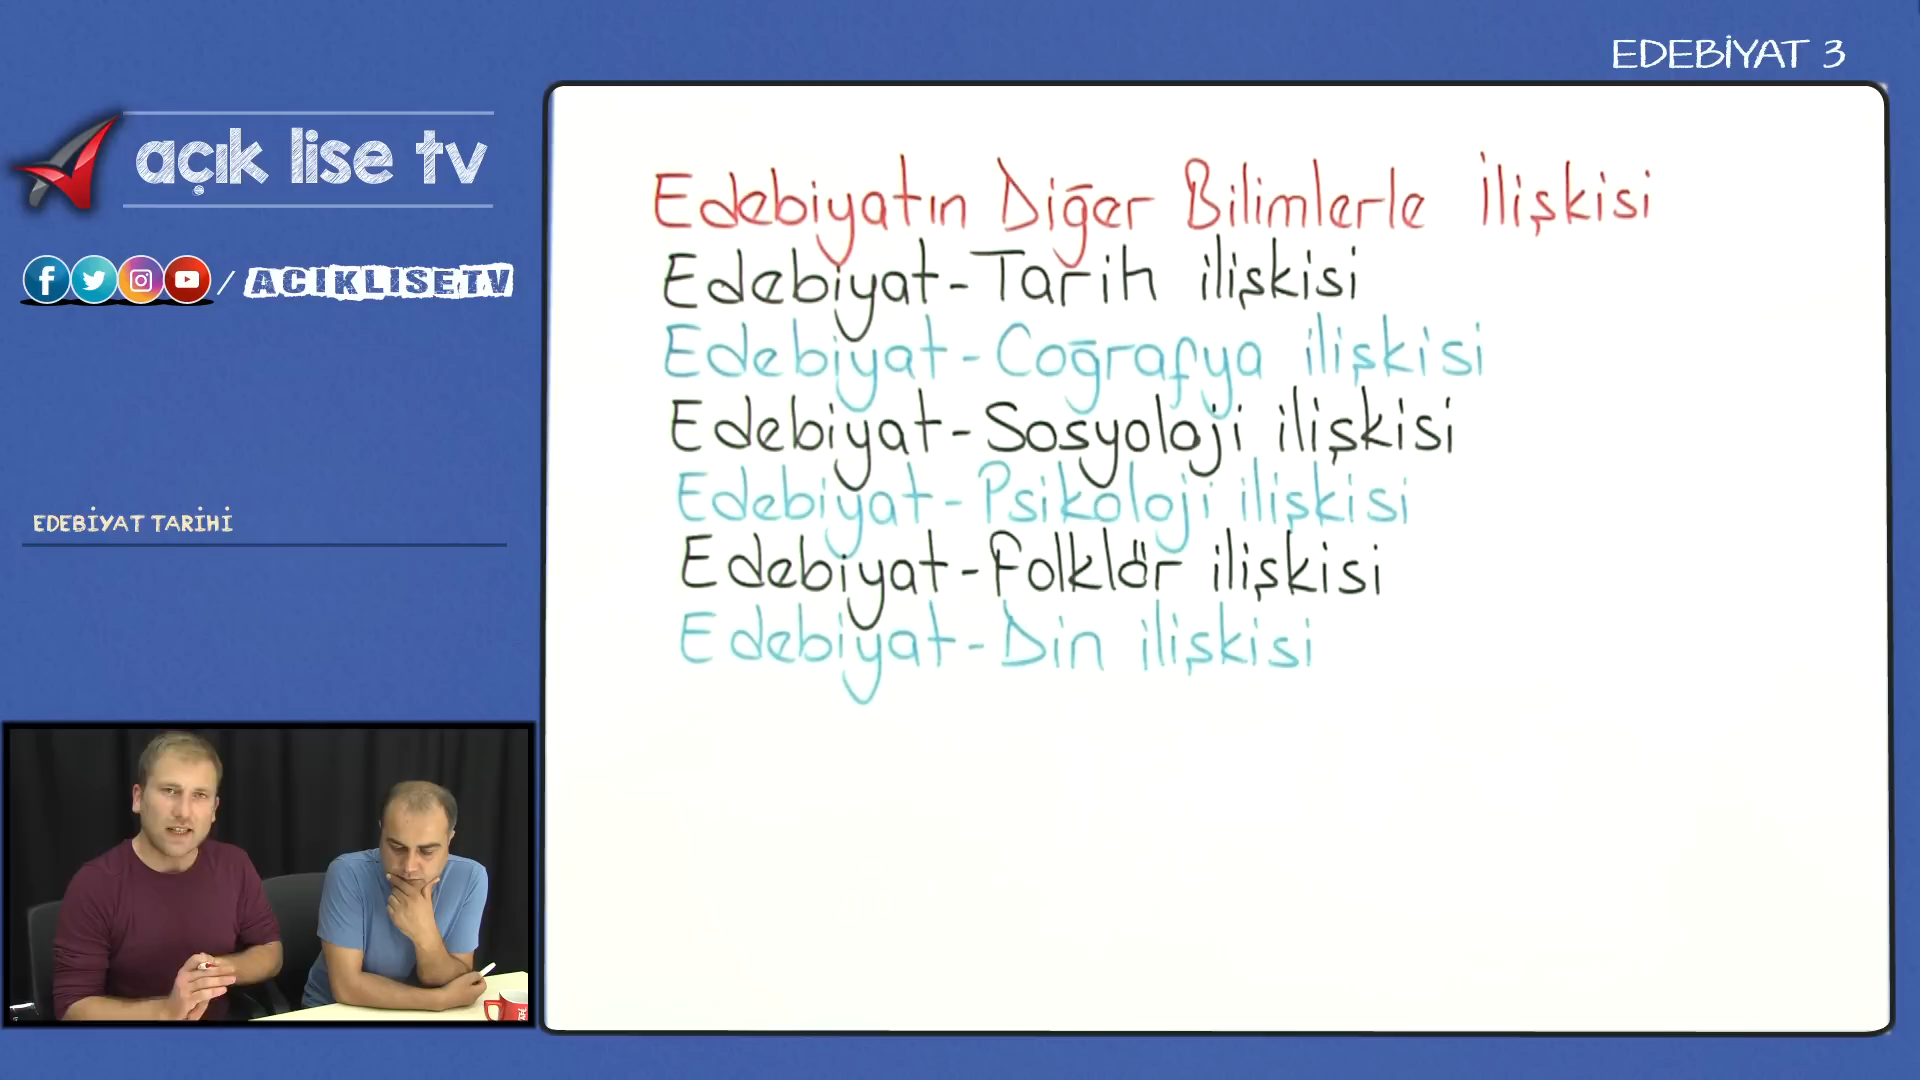 EDEBİYAT 3
açık lise tv
/ ACIKLISETV
EDEBİYAT TARİHİ
Edebiyatın Diğer Bilimlerle İlişkisi
Edebiyat-Tarih ilişkisi
Edebiyat-Coğrafya ilişkisi
Edebiyat-Sosyoloji ilişkisi
Edebiyat-Psikoloji ilişkisi
Edebiyat-Folklör ilişkisi
Edebiyat-Din ilişkisi